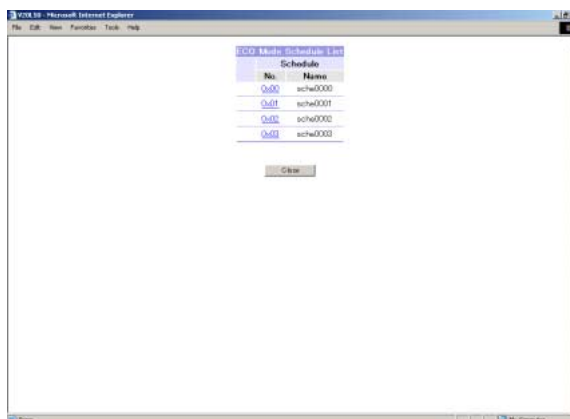 V20L50 - Microsoft Internet Explorer
File Edit View Favorites Tools Help
ECO Mode Schedule List
Schedule
No. Name
0x00 sche0000
0x01 sche0001
0x02 sche0002
0x03 sche0003
Close